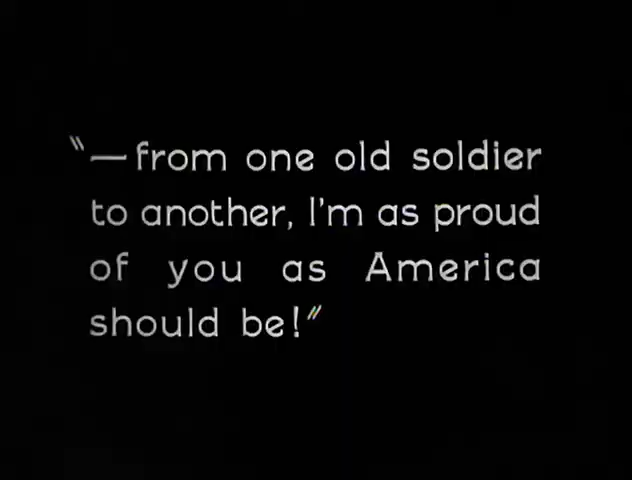 "—from one old soldier
to another, I'm as proud
of you as America
should be!"